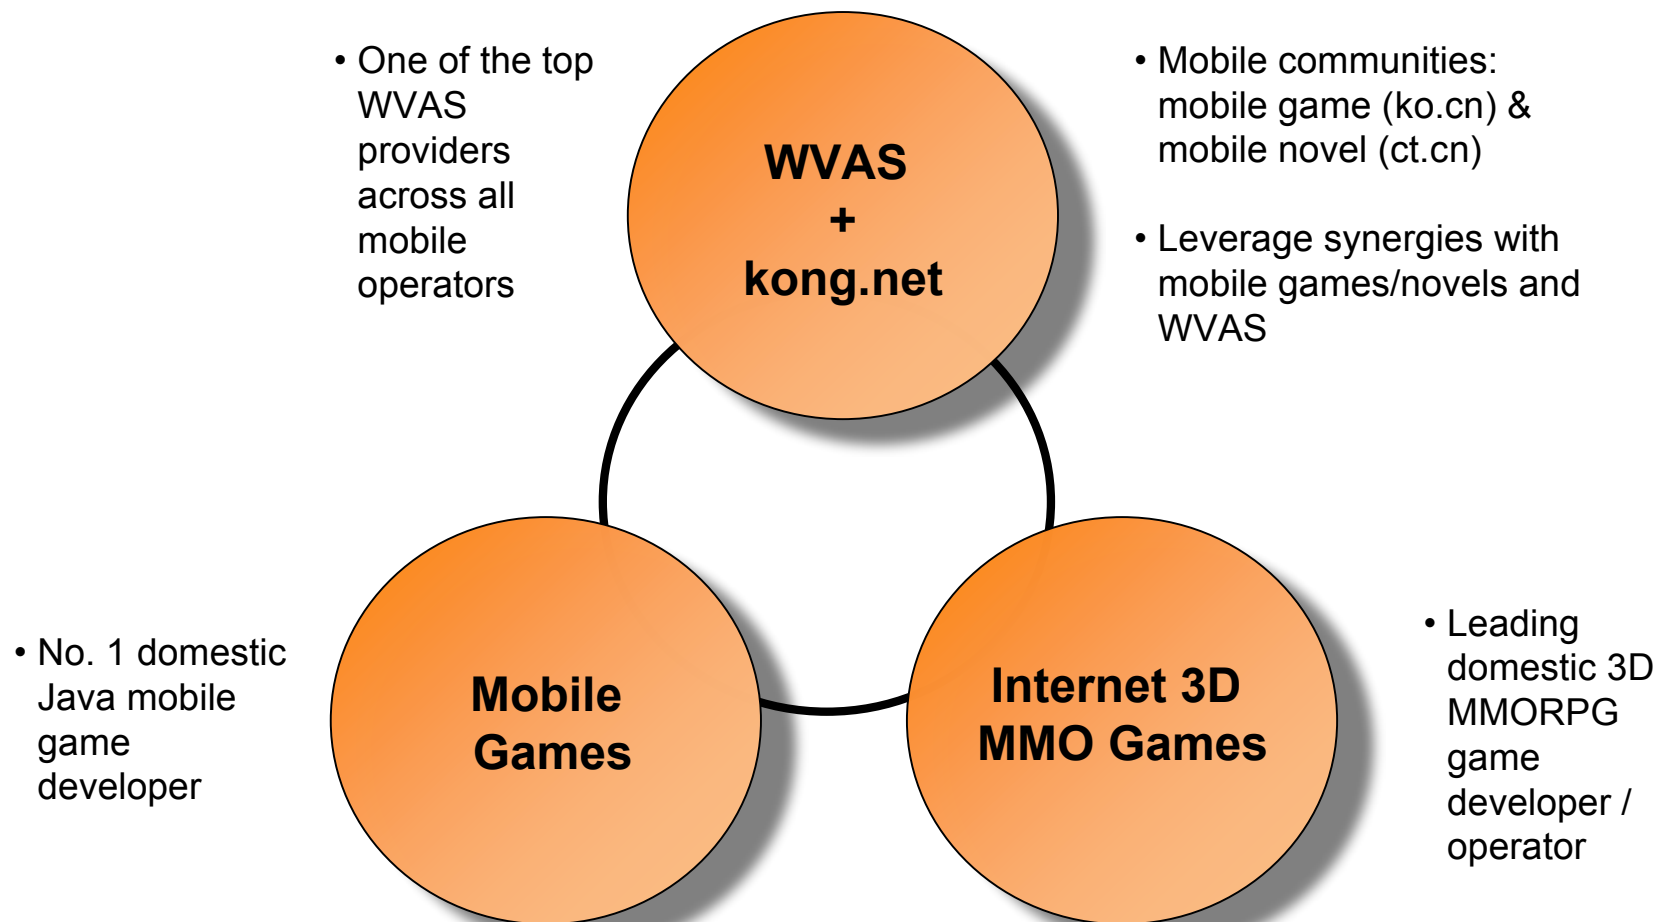 • One of the top
WVAS
providers
across all
mobile
operators
WVAS
+
kong.net
• Mobile communities:
mobile game (ko.cn) &
mobile novel (ct.cn)
• Leverage synergies with
mobile games/novels and
WVAS
• No. 1 domestic
Java mobile
game
developer
Mobile
Games
Internet 3D
MMO Games
• Leading
domestic 3D
MMORPG
game
developer /
operator